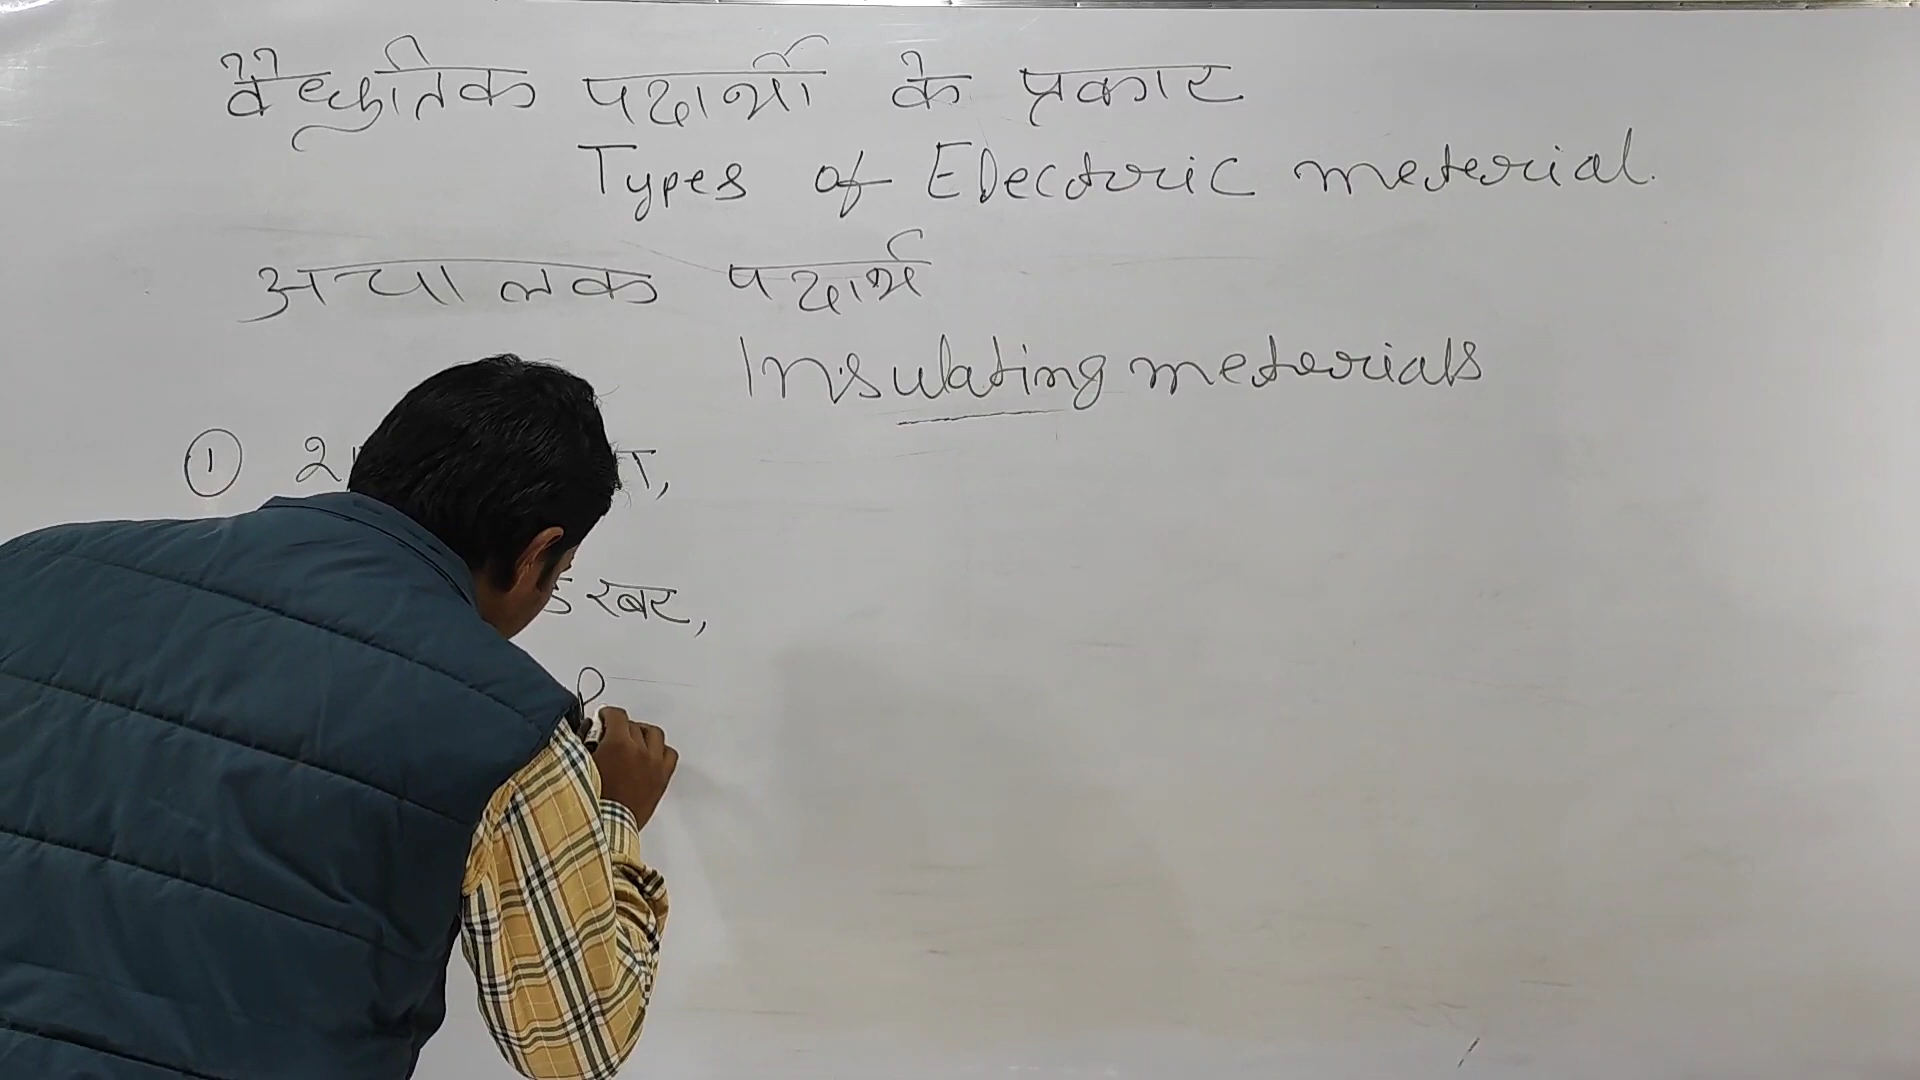 वैद्युतिक पदार्थो के प्रकार
Types of Electoric meterial.
अचालक पदार्थ
Insulating meterials
①
रबर,
P